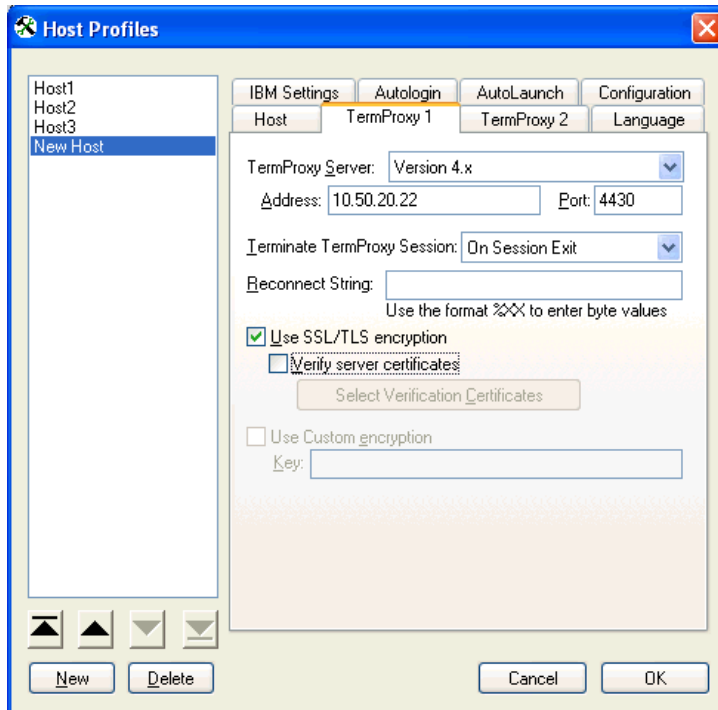 Host Profiles
Host1
Host2
Host3
New Host
IBM Settings Autologin AutoLaunch Configuration
Host TermProxy 1 TermProxy 2 Language
TermProxy Server: Version 4.x
Address: 10.50.20.22 Port: 4430
Terminate TermProxy Session: On Session Exit
Reconnect String:
Use the format %XX to enter byte values
Use SSL/TLS encryption
Verify server certificates
Select Verification Certificates
Use Custom encryption
Key:
New Delete Cancel OK